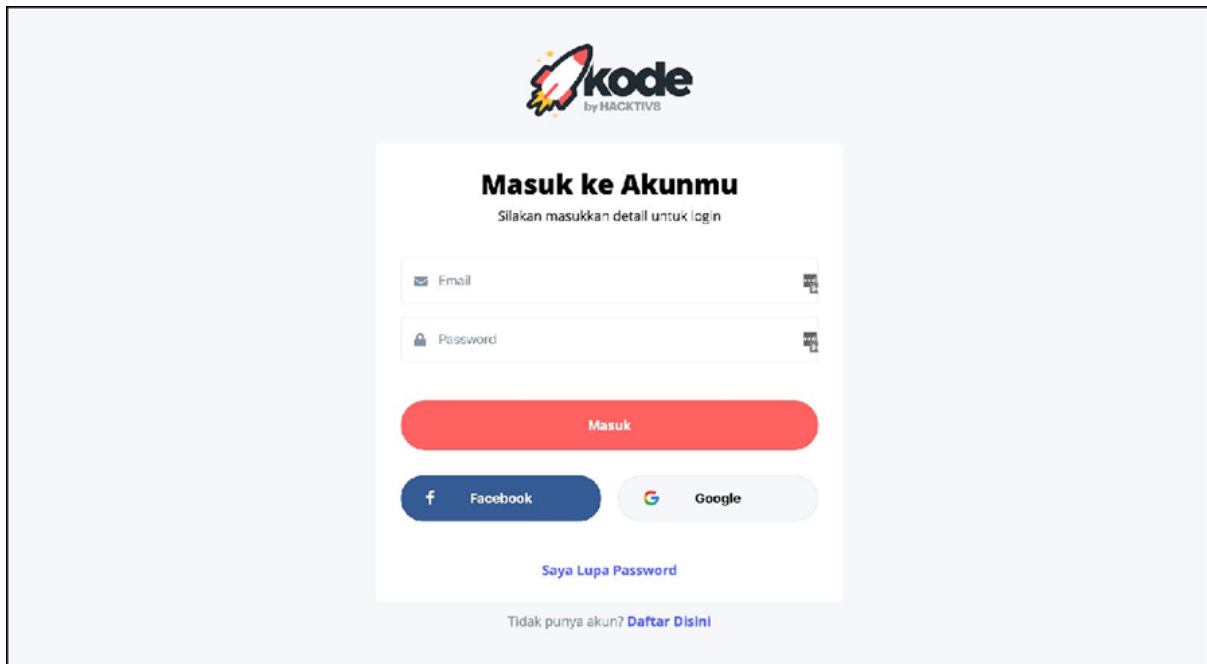 kode
by HACKTIV8
Masuk ke Akunmu
Silakan masukkan detail untuk login
Email
Password
Masuk
Facebook
Google
Saya Lupa Password
Tidak punya akun? Daftar Disini